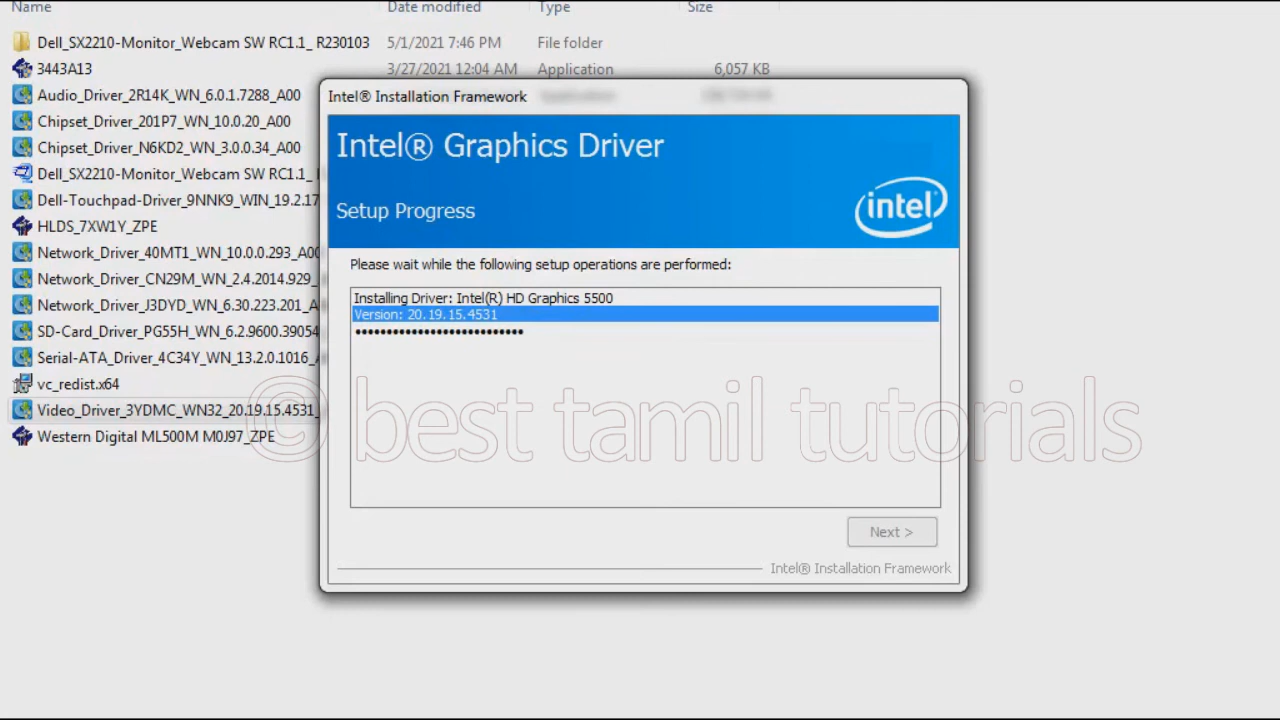 Name Date modified Type Size
Dell_SX2210-Monitor_Webcam SW RC1.1_ R230103 5/1/2021 7:46 PM File folder
3443A13 3/27/2021 12:04 AM Application 6,057 KB
Intel® Installation Framework
Audio_Driver_2R14K_WN_6.0.1.7288_A00
Chipset_Driver_201P7_WN_10.0.20_A00
Chipset_Driver_N6KD2_WN_3.0.0.34_A00
Dell_SX2210-Monitor_Webcam SW RC1.1_
Dell-Touchpad-Driver_9NNK9_WIN_19.2.17
HLDS_7XW1Y_ZPE
Network_Driver_40MT1_WN_10.0.0.293_A00
Network_Driver_CN29M_WN_2.4.2014.929_
Network_Driver_J3DYD_WN_6.30.223.201_A
SD-Card_Driver_PG55H_WN_6.2.9600.39054
Serial-ATA_Driver_4C34Y_WN_13.2.0.1016_A
vc_redist.x64
Video_Driver_3YDMC_WN32_20.19.15.4531_
Western Digital ML500M M0J97_ZPE
Intel® Graphics Driver
Setup Progress
intel®
Please wait while the following setup operations are performed:
Installing Driver: Intel(R) HD Graphics 5500
Version: 20.19.15.4531
© best tamil tutorials
Next >
Intel® Installation Framework